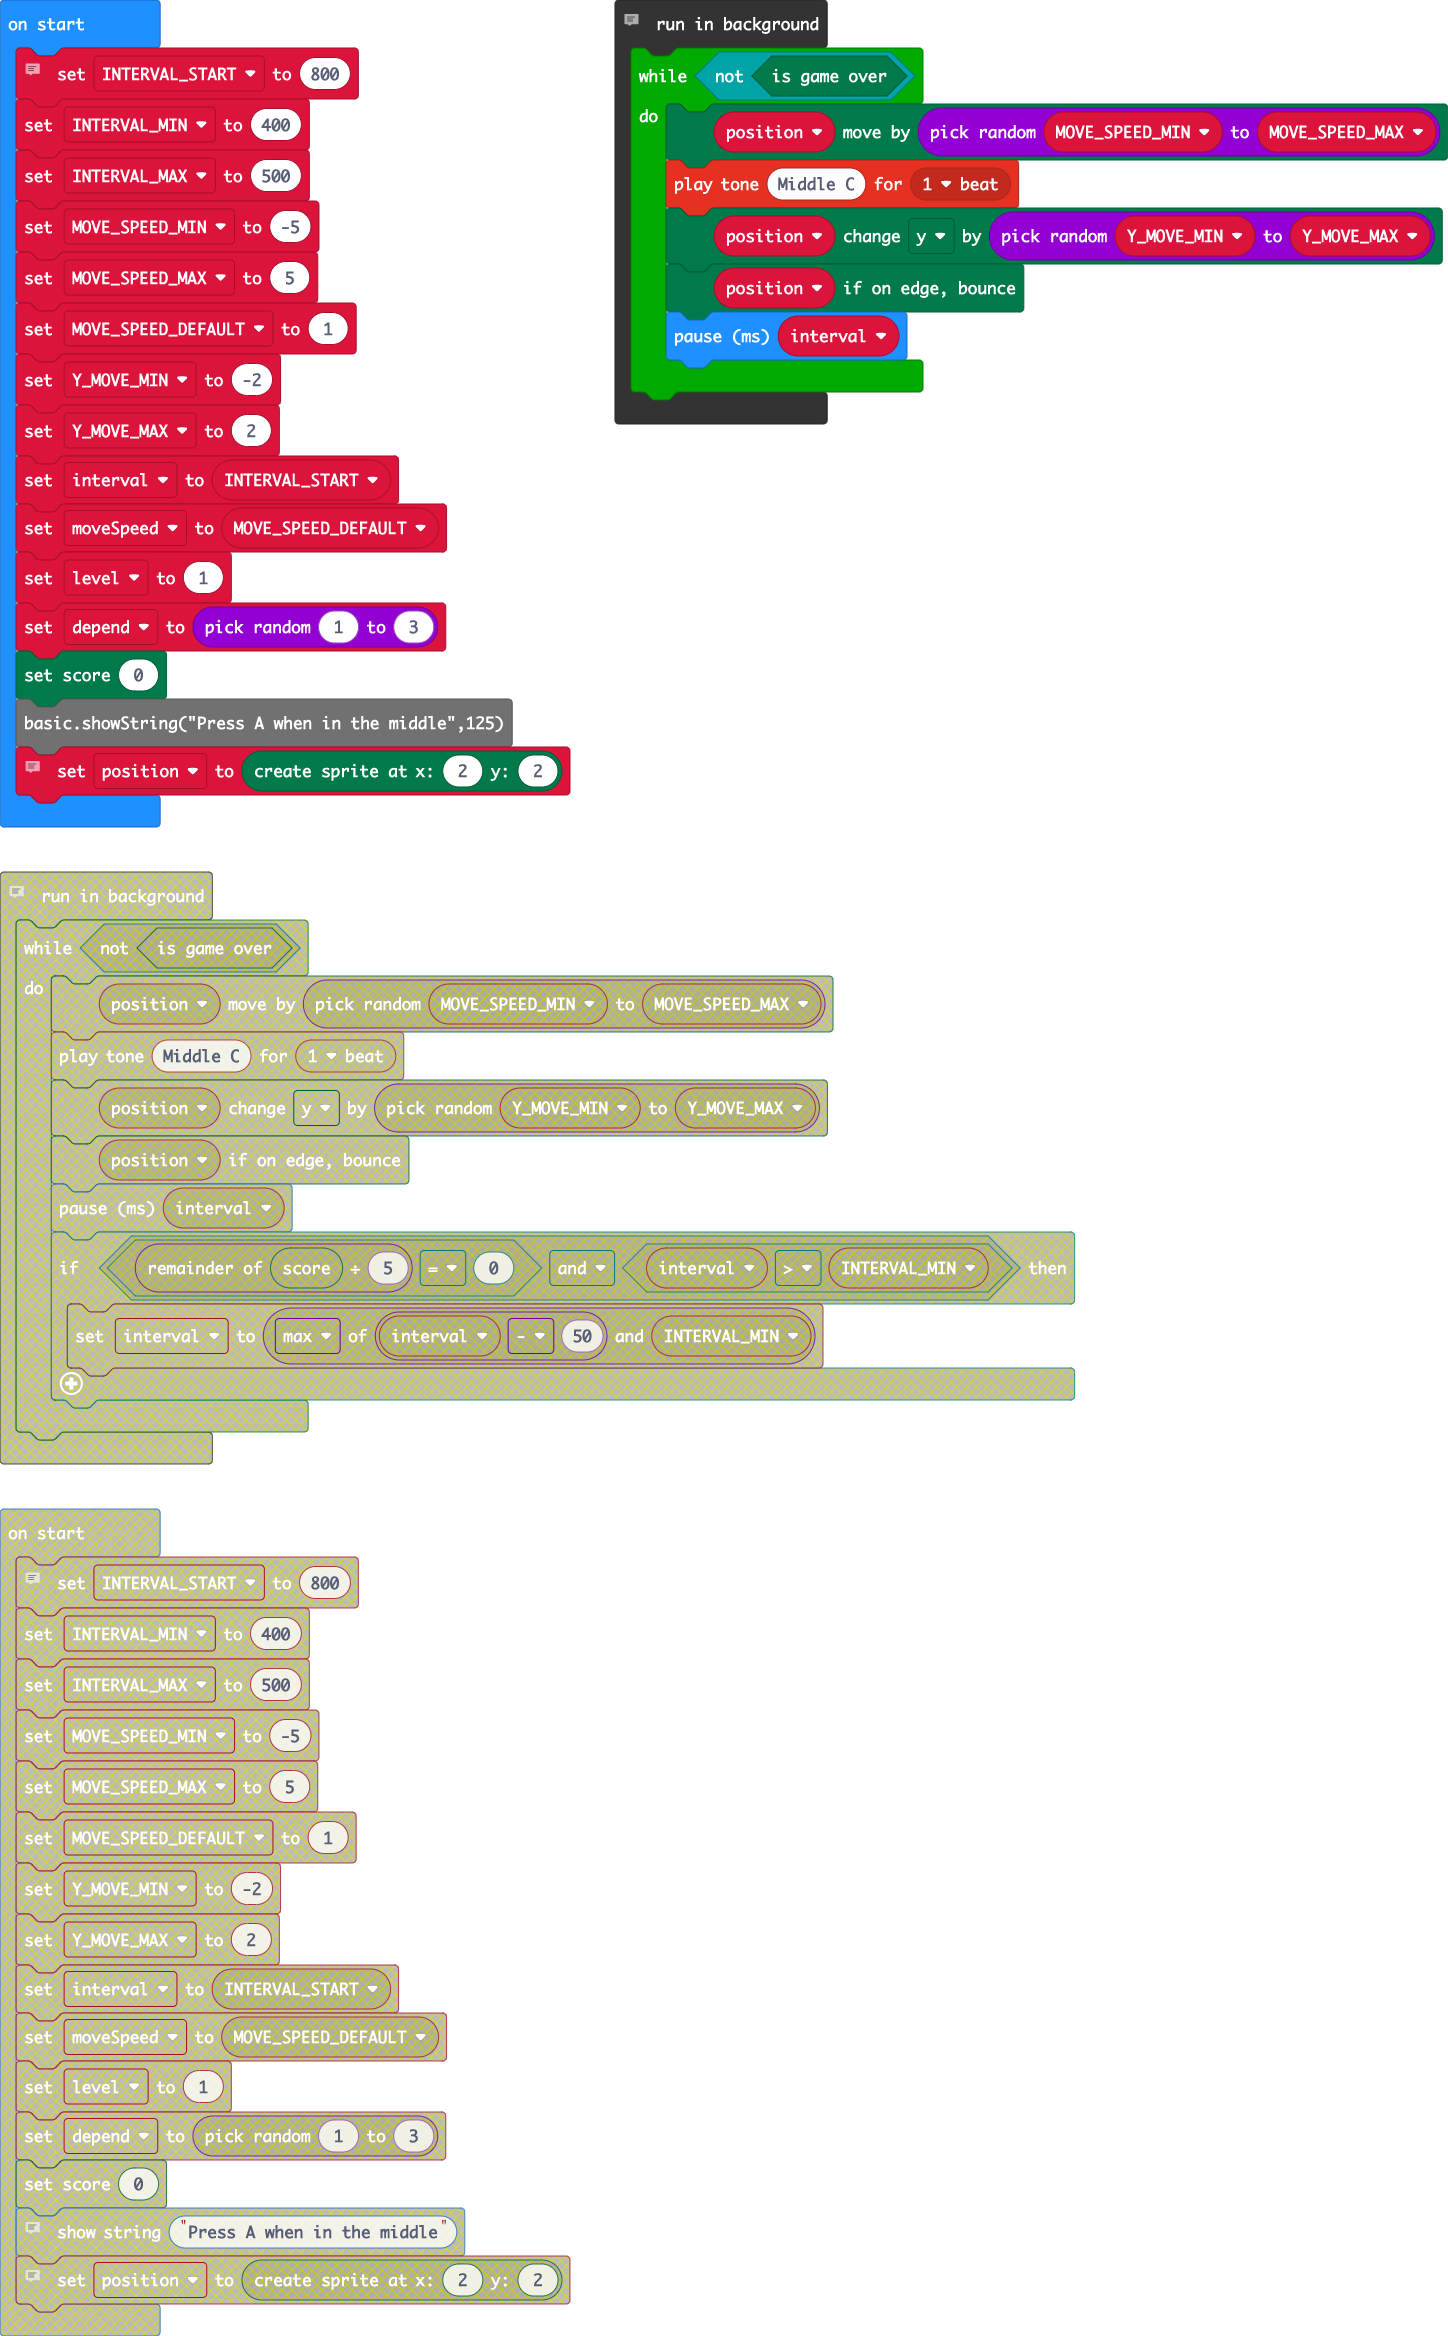 on start
set INTERVAL_START to 800
set INTERVAL_MIN to 400
set INTERVAL_MAX to 500
set MOVE_SPEED_MIN to -5
set MOVE_SPEED_MAX to 5
set MOVE_SPEED_DEFAULT to 1
set Y_MOVE_MIN to -2
set Y_MOVE_MAX to 2
set interval to INTERVAL_START
set moveSpeed to MOVE_SPEED_DEFAULT
set level to 1
set depend to pick random 1 to 3
set score 0
basic.showString("Press A when in the middle",125)
set position to create sprite at x: 2 y: 2
run in background
while not is game over
do
position move by pick random MOVE_SPEED_MIN to MOVE_SPEED_MAX
play tone Middle C for 1 beat
position change y by pick random Y_MOVE_MIN to Y_MOVE_MAX
position if on edge, bounce
pause (ms) interval
run in background
while not is game over
do
position move by pick random MOVE_SPEED_MIN to MOVE_SPEED_MAX
play tone Middle C for 1 beat
position change y by pick random Y_MOVE_MIN to Y_MOVE_MAX
position if on edge, bounce
pause (ms) interval
if remainder of score ÷ 5 = 0 and interval > INTERVAL_MIN then
set interval to max of interval - 50 and INTERVAL_MIN
on start
set INTERVAL_START to 800
set INTERVAL_MIN to 400
set INTERVAL_MAX to 500
set MOVE_SPEED_MIN to -5
set MOVE_SPEED_MAX to 5
set MOVE_SPEED_DEFAULT to 1
set Y_MOVE_MIN to -2
set Y_MOVE_MAX to 2
set interval to INTERVAL_START
set moveSpeed to MOVE_SPEED_DEFAULT
set level to 1
set depend to pick random 1 to 3
set score 0
show string "Press A when in the middle"
set position to create sprite at x: 2 y: 2